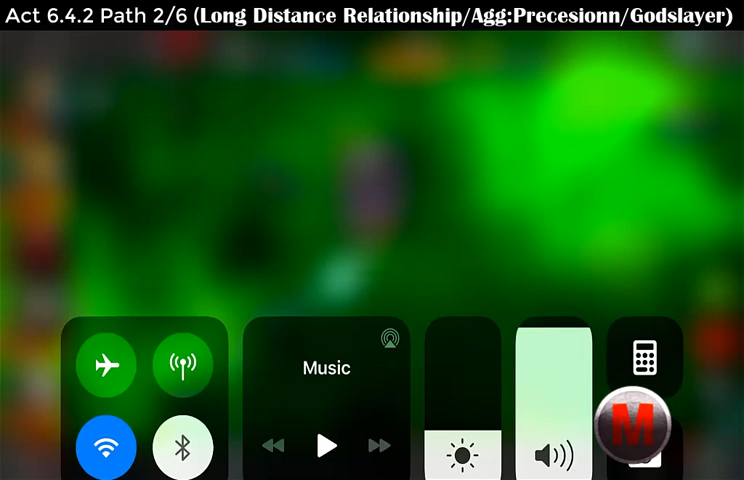 Act 6.4.2 Path 2/6 (Long Distance Relationship/Agg:Precesionn/Godslayer)
Music
M